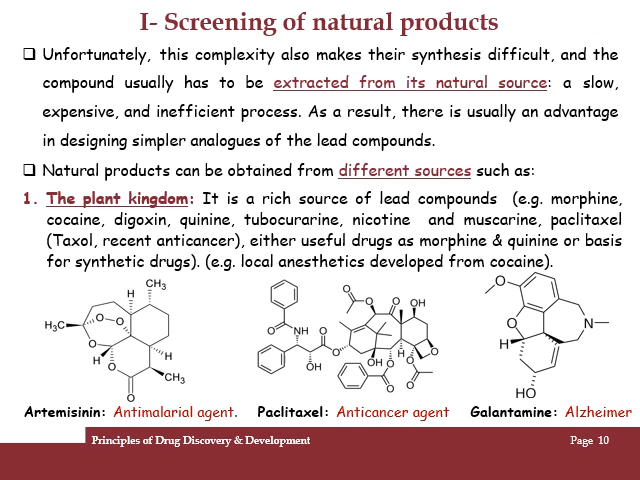 I- Screening of natural products
❑ Unfortunately, this complexity also makes their synthesis difficult, and the
compound usually has to be extracted from its natural source: a slow,
expensive, and inefficient process. As a result, there is usually an advantage
in designing simpler analogues of the lead compounds.
❑ Natural products can be obtained from different sources such as:
1. The plant kingdom: It is a rich source of lead compounds (e.g. morphine,
cocaine, digoxin, quinine, tubocurarine, nicotine and muscarine, paclitaxel
(Taxol, recent anticancer), either useful drugs as morphine & quinine or basis
for synthetic drugs). (e.g. local anesthetics developed from cocaine).
CH3
H
H3C
O
O
O
H
O
H
CH3
O
O
NH
O
O
OH
O
O
O
O
OH
OH
O
H
O
O
O
O
O
O
H
N
HO
Artemisinin: Antimalarial agent. Paclitaxel: Anticancer agent Galantamine: Alzheimer
Principles of Drug Discovery & Development Page 10